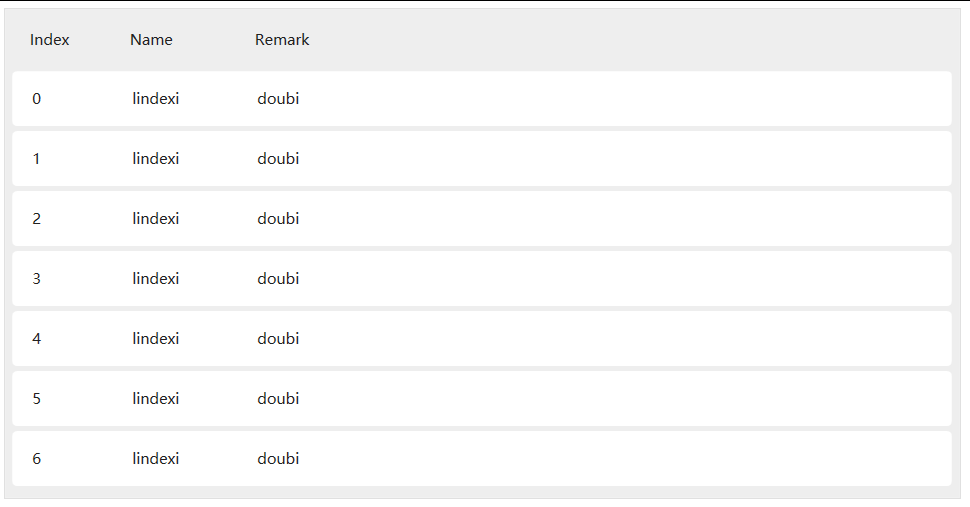 Index Name Remark
0 lindexi doubi
1 lindexi doubi
2 lindexi doubi
3 lindexi doubi
4 lindexi doubi
5 lindexi doubi
6 lindexi doubi